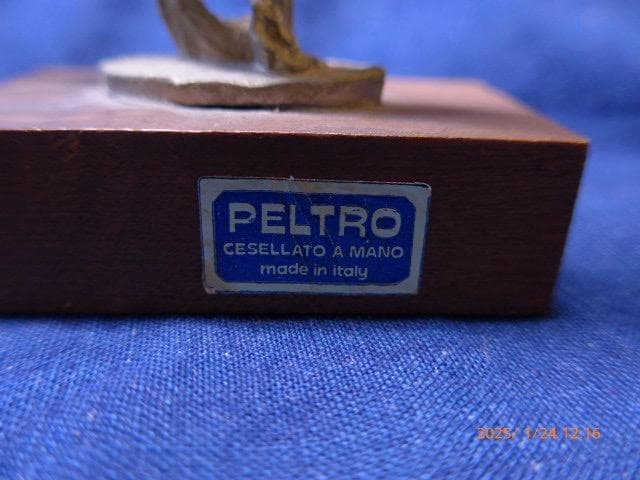 PELTRO
CESELLATO A MANO
made in italy
2025/ 1/24 12:16